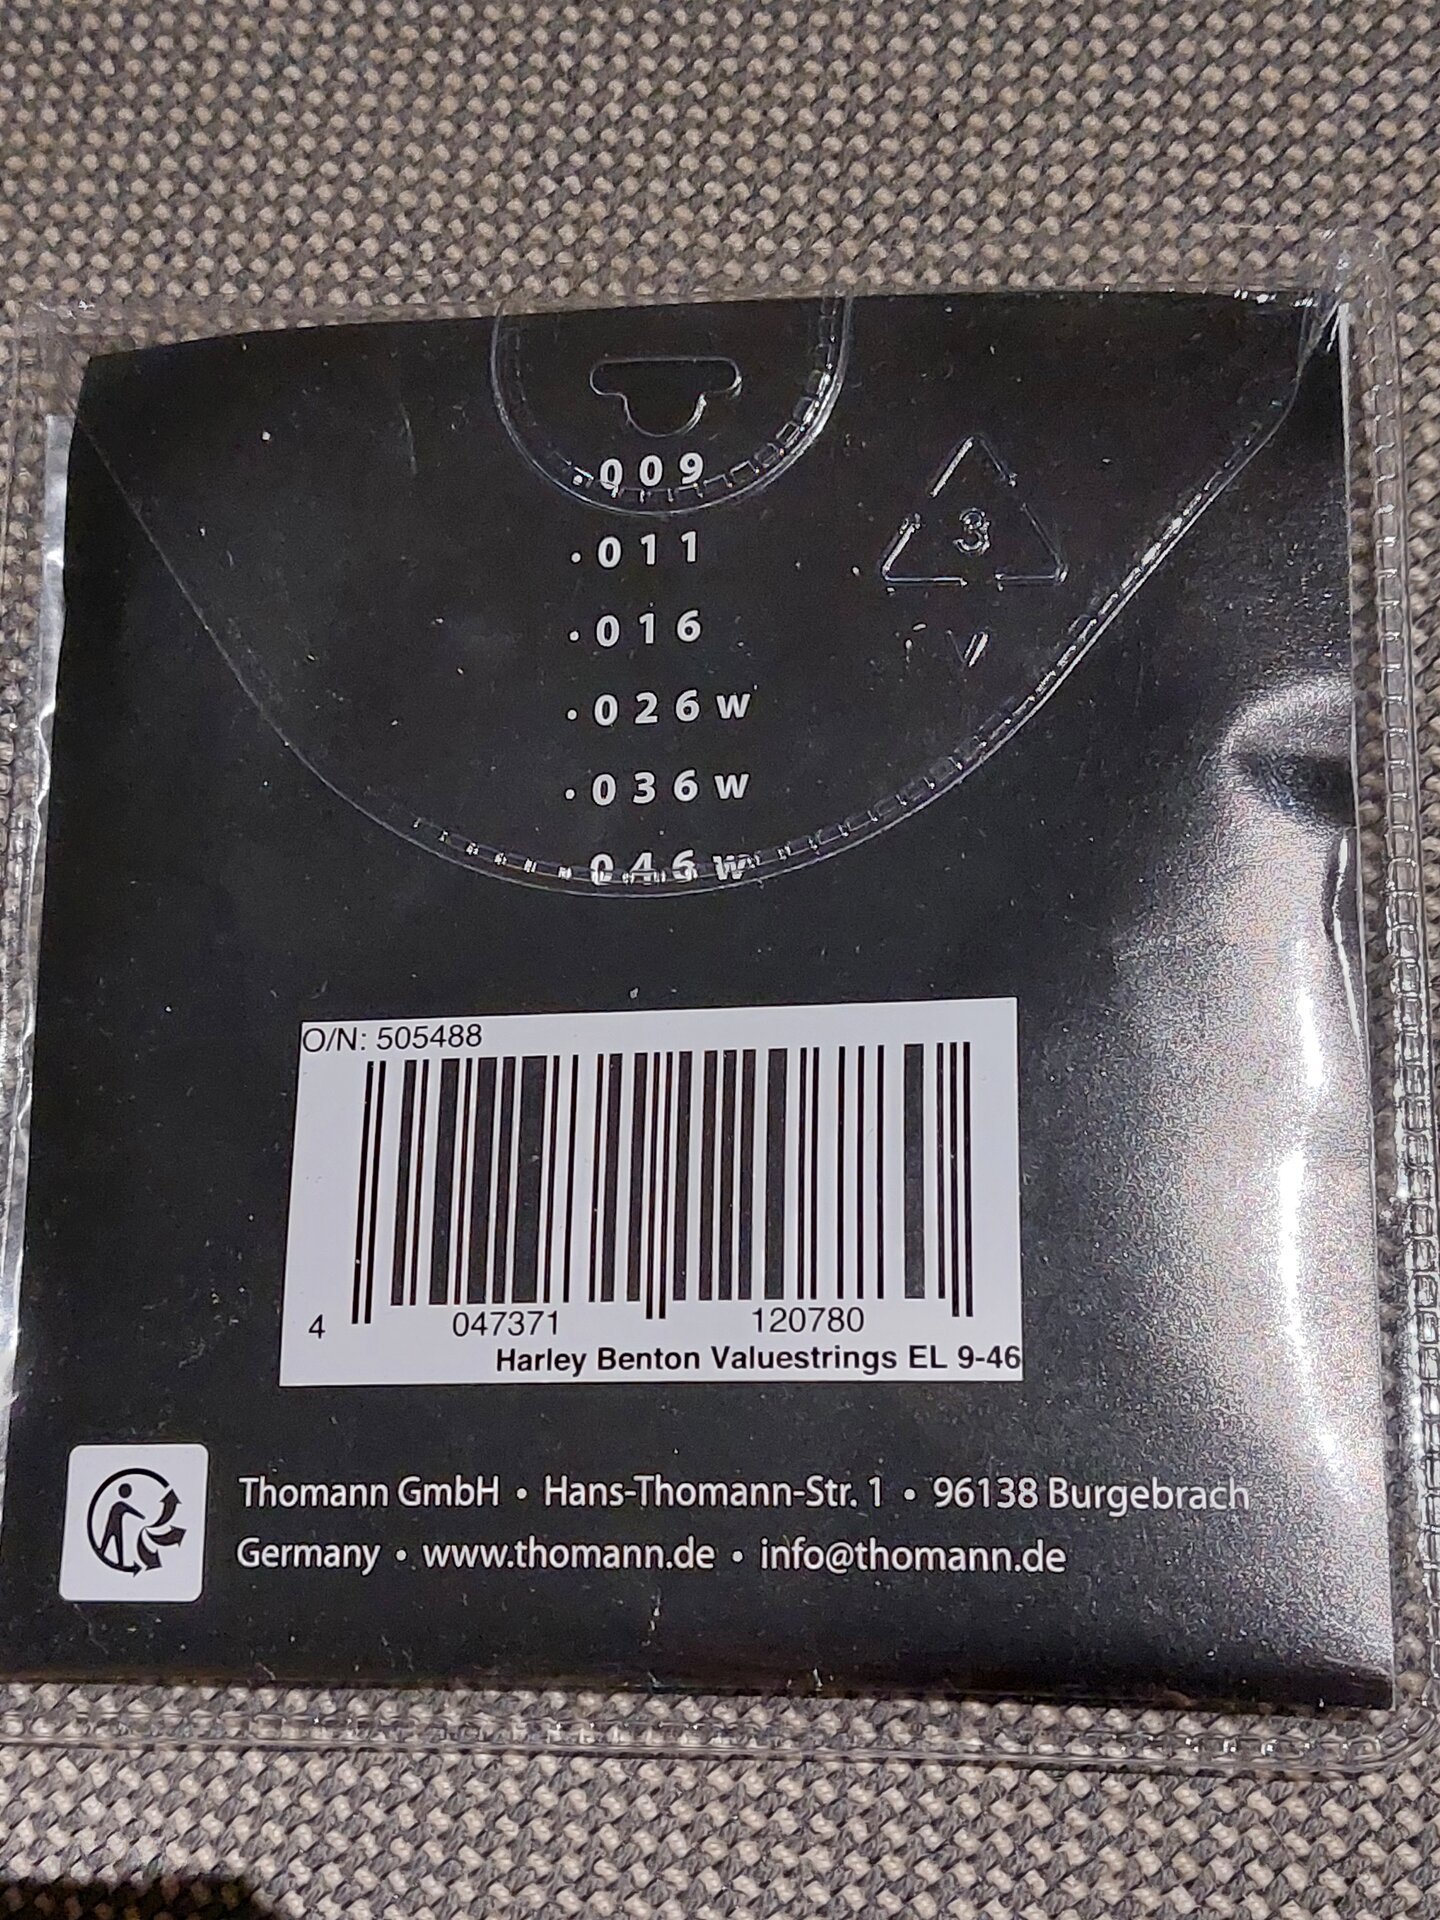 .009
.011
3
.016
V
.026w
.036w
.046w
O/N: 505488
4 047371 120780
Harley Benton Valuestrings EL 9-46
Thomann GmbH • Hans-Thomann-Str. 1 • 96138 Burgebrach
Germany • www.thomann.de • info@thomann.de